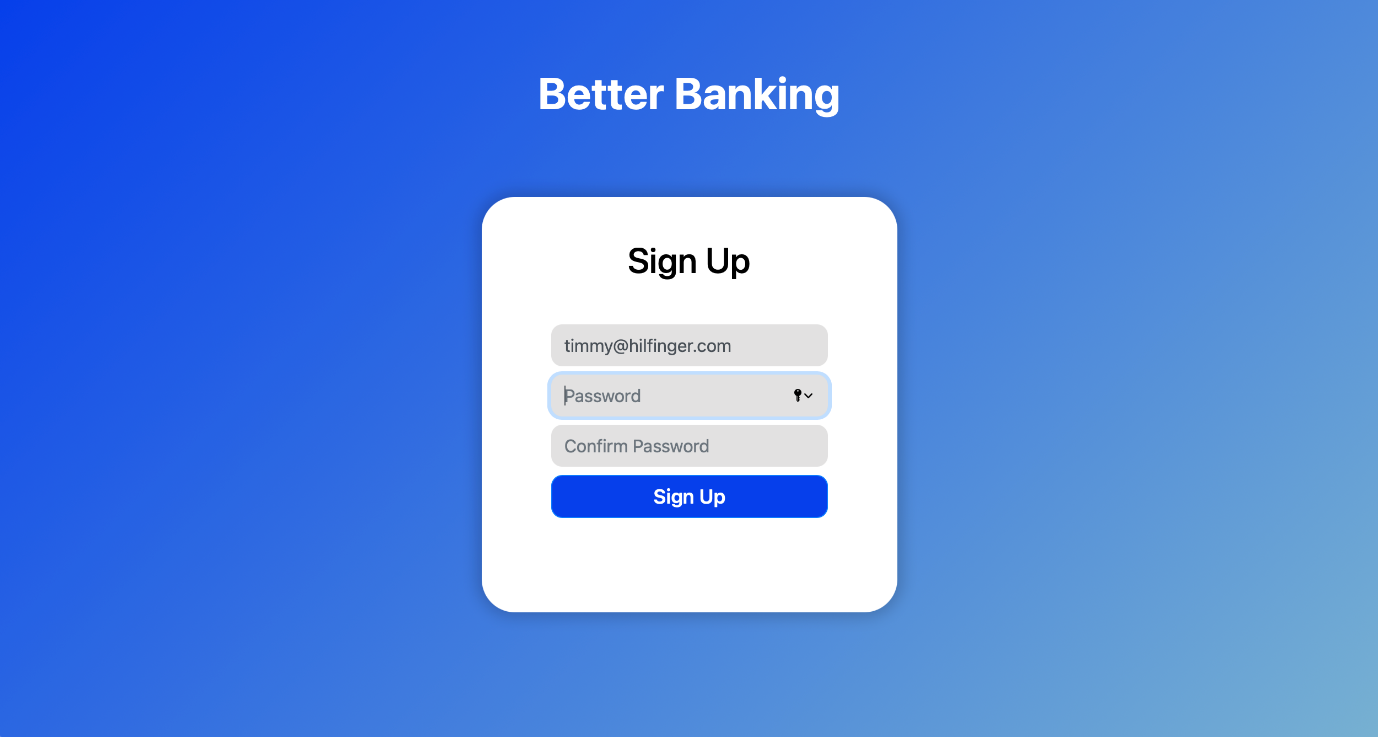 Better Banking
Sign Up
timmy@hilfinger.com
Password
Confirm Password
Sign Up